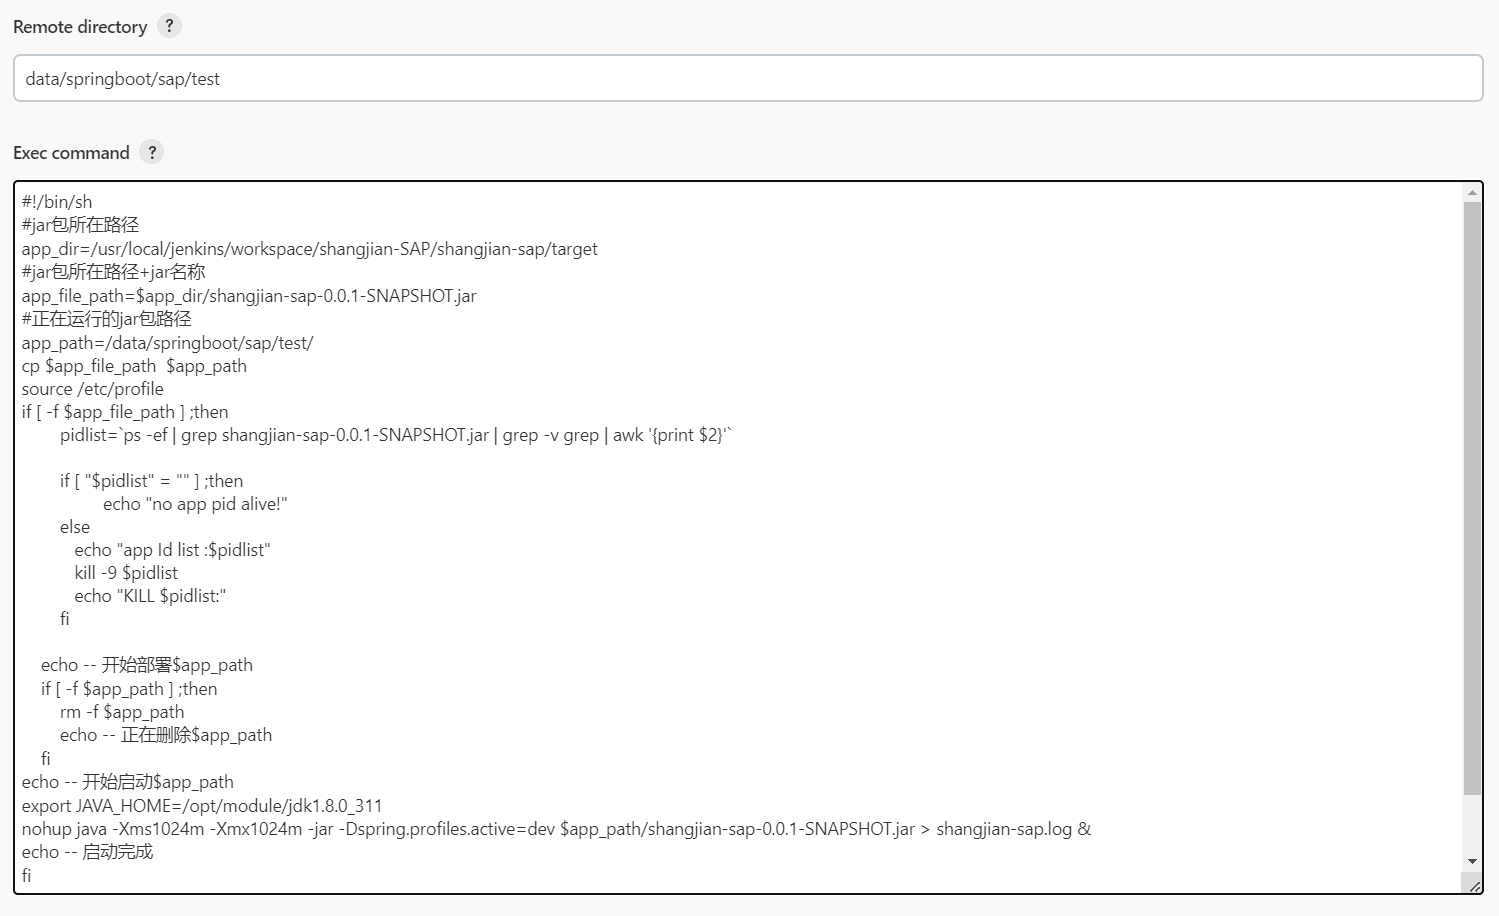 Remote directory ?
data/springboot/sap/test
Exec command ?
#!/bin/sh
#jar包所在路径
app_dir=/usr/local/jenkins/workspace/shangjian-SAP/shangjian-sap/target
#jar包所在路径+jar名称
app_file_path=$app_dir/shangjian-sap-0.0.1-SNAPSHOT.jar
#正在运行的jar包路径
app_path=/data/springboot/sap/test/
cp $app_file_path  $app_path
source /etc/profile
if [ -f $app_file_path ] ;then
        pidlist=`ps -ef | grep shangjian-sap-0.0.1-SNAPSHOT.jar | grep -v grep | awk '{print $2}'`
        if [ "$pidlist" = "" ] ;then
                 echo "no app pid alive!"
        else
           echo "app Id list :$pidlist"
           kill -9 $pidlist
           echo "KILL $pidlist:"
        fi
    echo -- 开始部署$app_path
    if [ -f $app_path ] ;then
        rm -f $app_path
        echo -- 正在删除$app_path
    fi
echo -- 开始启动$app_path
export JAVA_HOME=/opt/module/jdk1.8.0_311
nohup java -Xms1024m -Xmx1024m -jar -Dspring.profiles.active=dev $app_path/shangjian-sap-0.0.1-SNAPSHOT.jar > shangjian-sap.log &
echo -- 启动完成
fi